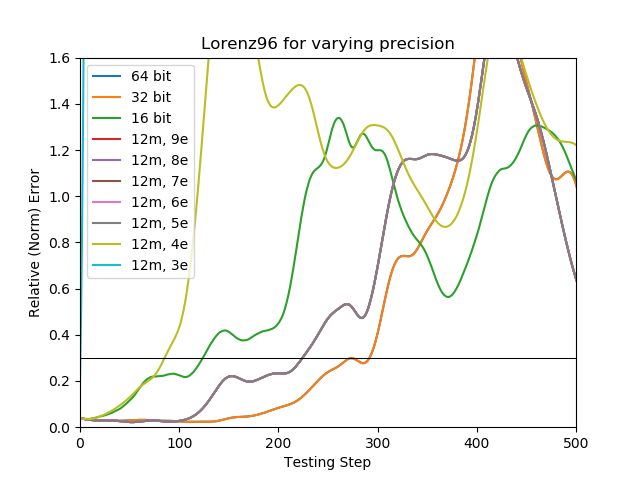 Lorenz96 for varying precision
1.6
1.4
1.2
1.0
0.8
0.6
0.4
0.2
0.0
Relative (Norm) Error
64 bit
32 bit
16 bit
12m, 9e
12m, 8e
12m, 7e
12m, 6e
12m, 5e
12m, 4e
12m, 3e
0 100 200 300 400 500
Testing Step